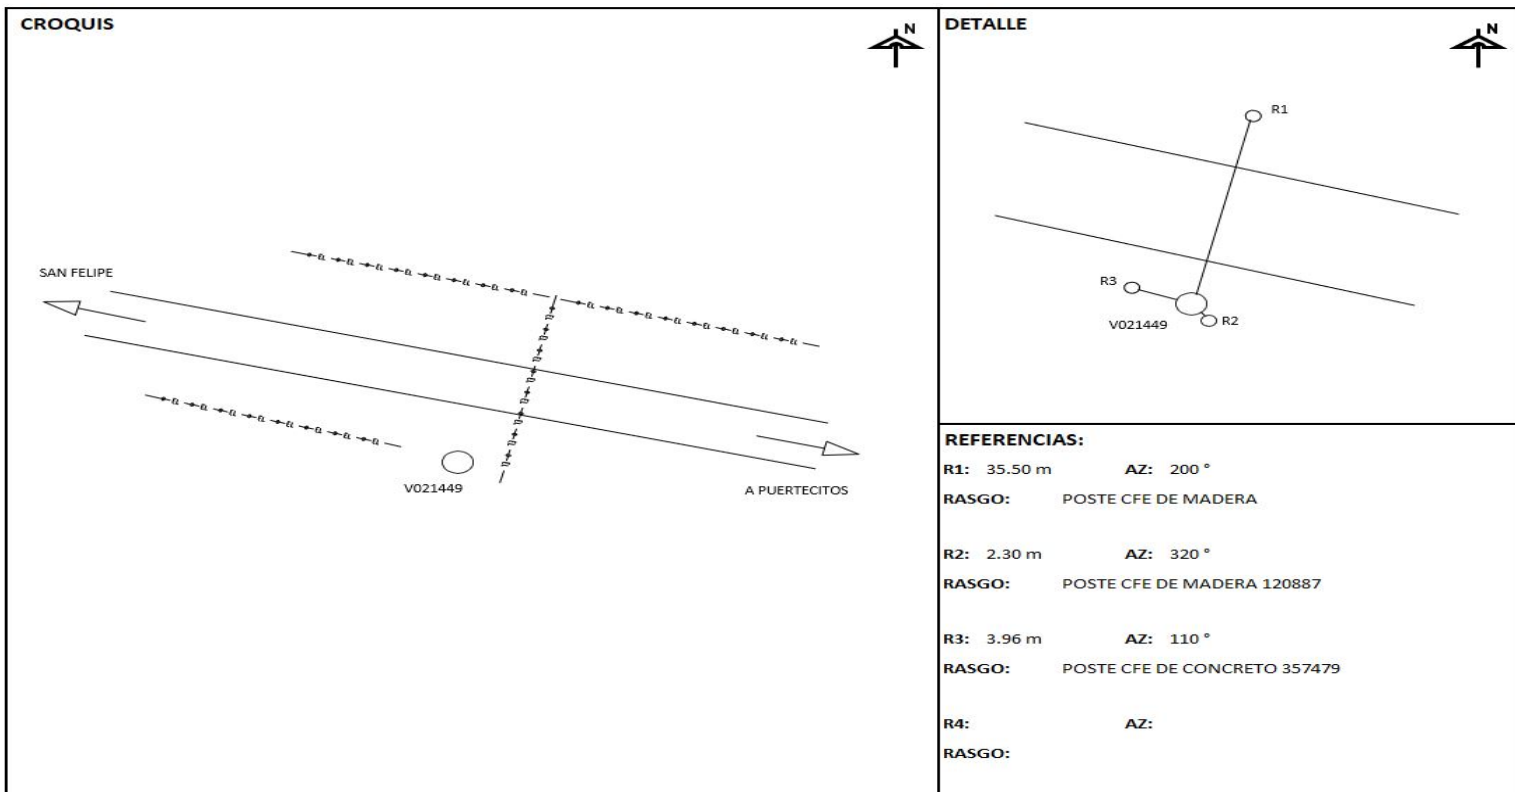 CROQUIS
N
SAN FELIPE
V021449
A PUERTECITOS
DETALLE
N
R1
R3
V021449
R2
REFERENCIAS:
R1: 35.50 m AZ: 200 °
RASGO: POSTE CFE DE MADERA
R2: 2.30 m AZ: 320 °
RASGO: POSTE CFE DE MADERA 120887
R3: 3.96 m AZ: 110 °
RASGO: POSTE CFE DE CONCRETO 357479
R4: AZ:
RASGO: